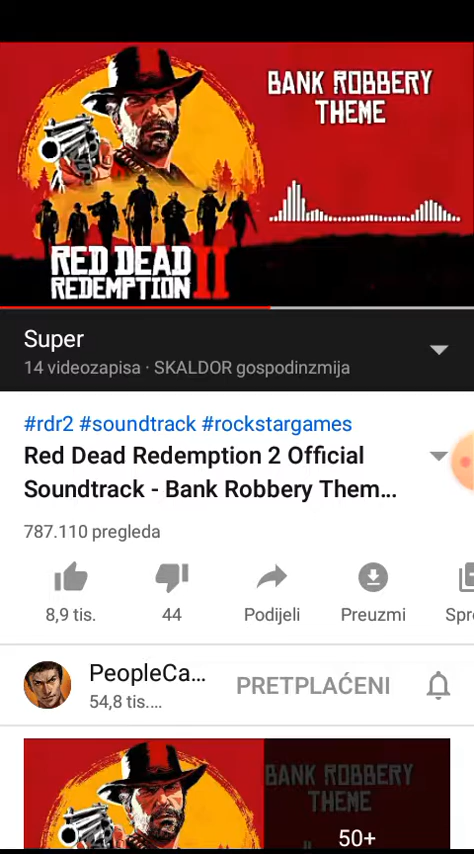 BANK ROBBERY
THEME
RED DEAD
REDEMPTION II
Super
14 videozapisa · SKALDOR gospodinzmija
#rdr2 #soundtrack #rockstargames
Red Dead Redemption 2 Official
Soundtrack - Bank Robbery Them...
787.110 pregleda
8,9 tis.
44
Podijeli
Preuzmi
Spr
PeopleCa...
54,8 tis....
PRETPLAĆENI
BANK ROBBERY
THEME
50+